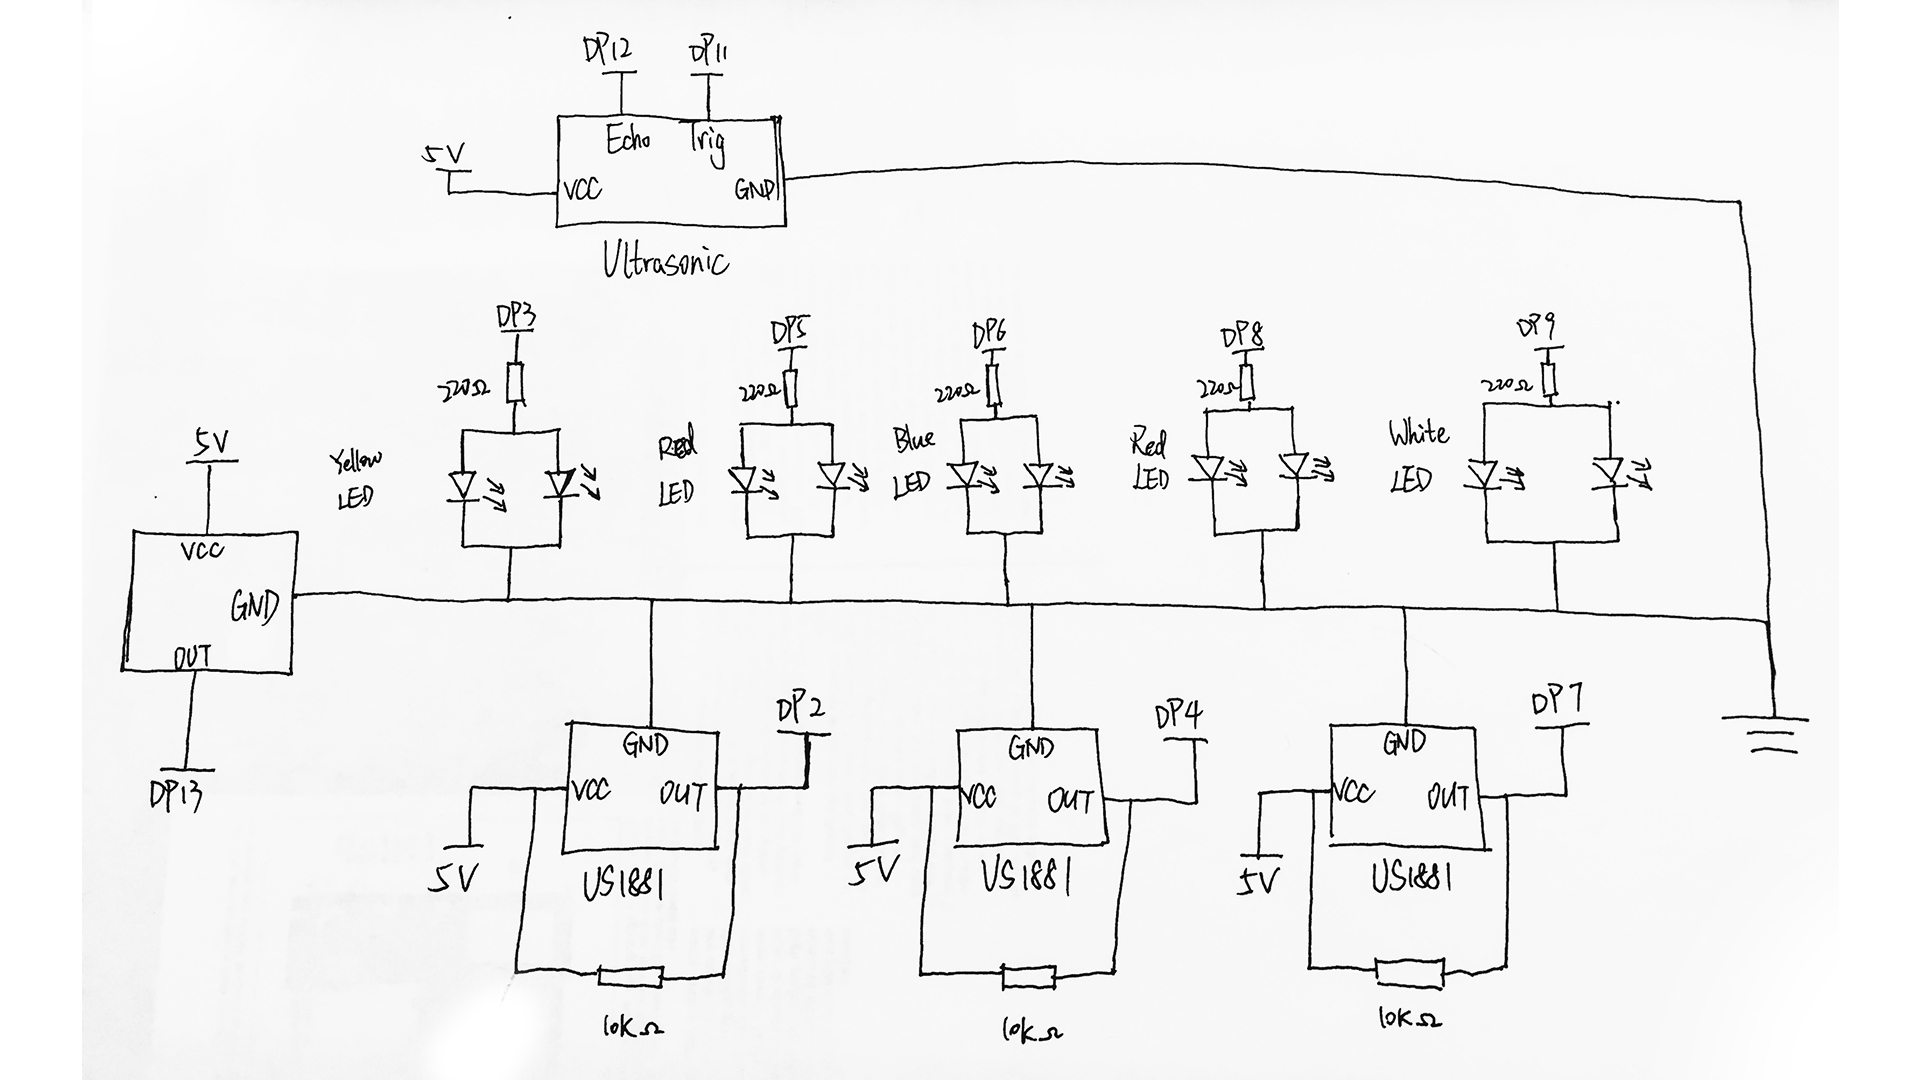 DP12
DP11
Echo
Trig
5V
VCC
GND
Ultrasonic
DP3
DP5
DP6
DP8
DP9
220Ω
220Ω
220Ω
220Ω
220Ω
Yellow
LED
Red
LED
Blue
LED
Red
LED
White
LED
5V
VCC
GND
OUT
DP13
DP2
GND
VCC
OUT
5V
US1881
10KΩ
DP4
GND
VCC
OUT
5V
US1881
10KΩ
DP7
GND
VCC
OUT
5V
US1881
10KΩ